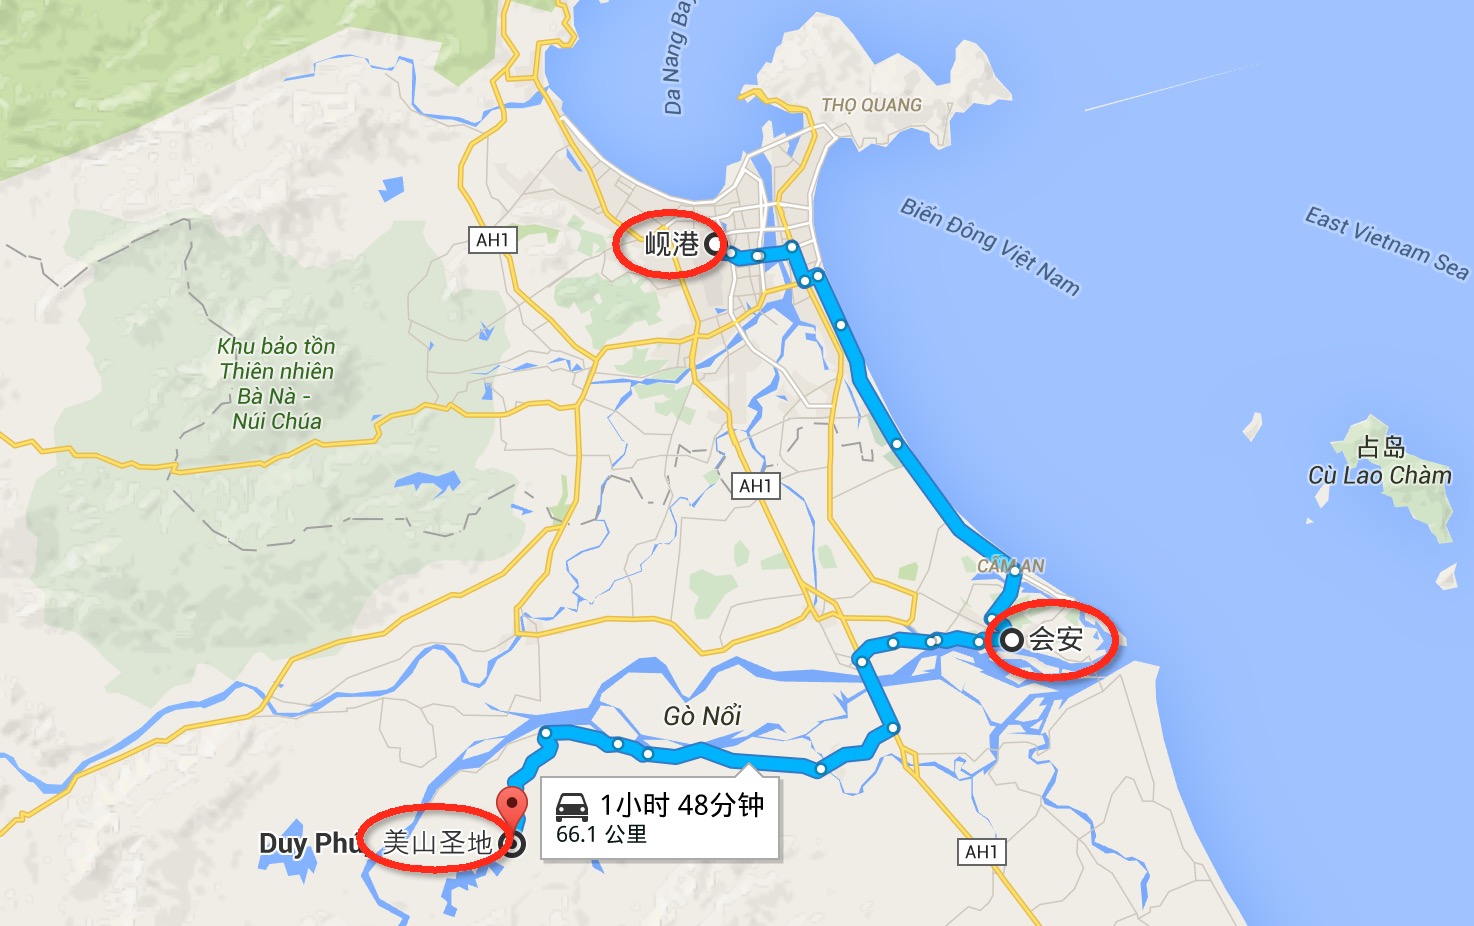 Da Nang Bay
THỌ QUANG
Biển Đông Việt Nam
East Vietnam Sea
AH1
岘港
Khu bảo tồn
Thiên nhiên
Bà Nà -
Núi Chúa
占岛
Cù Lao Chàm
AH1
CẨM AN
会安
Gò Nổi
1小时 48分钟
66.1 公里
Duy Phú
美山圣地
AH1